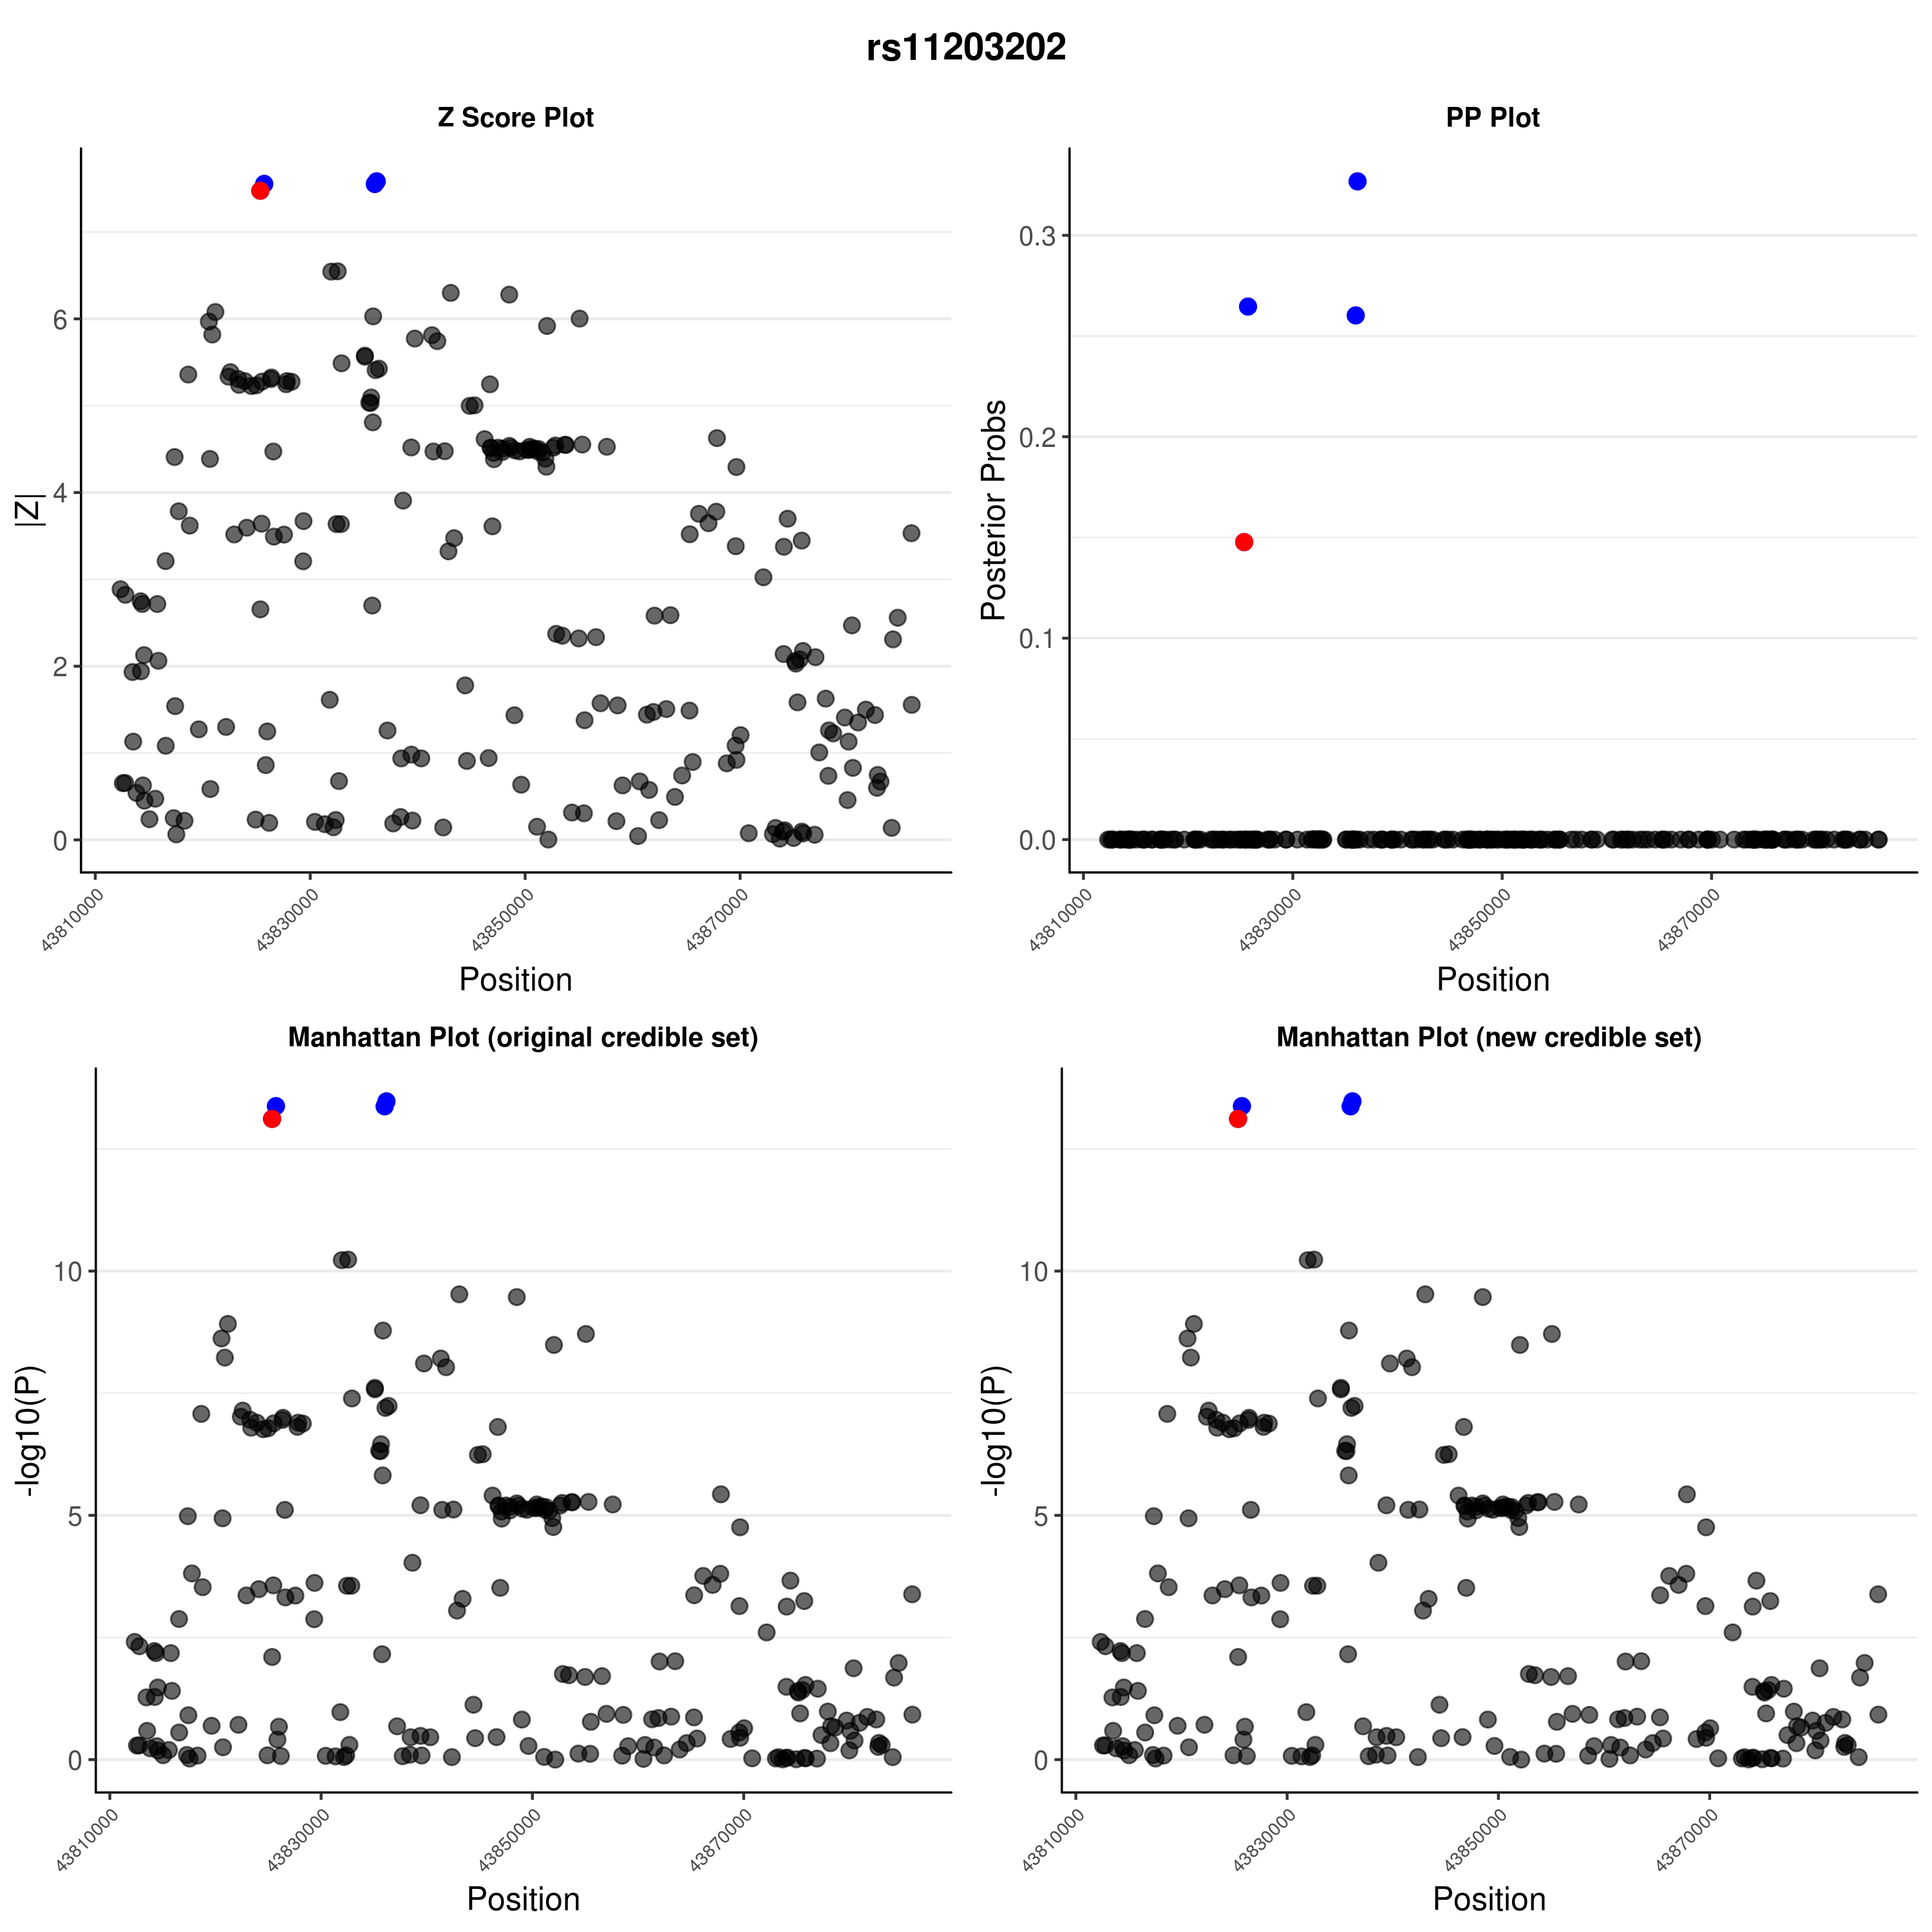 rs11203202
Z Score Plot
|Z|
6
4
2
0
43810000
43830000
43850000
43870000
Position
PP Plot
Posterior Probs
0.3
0.2
0.1
0.0
43810000
43830000
43850000
43870000
Position
Manhattan Plot (original credible set)
-log10(P)
10
5
0
43810000
43830000
43850000
43870000
Position
Manhattan Plot (new credible set)
-log10(P)
10
5
0
43810000
43830000
43850000
43870000
Position